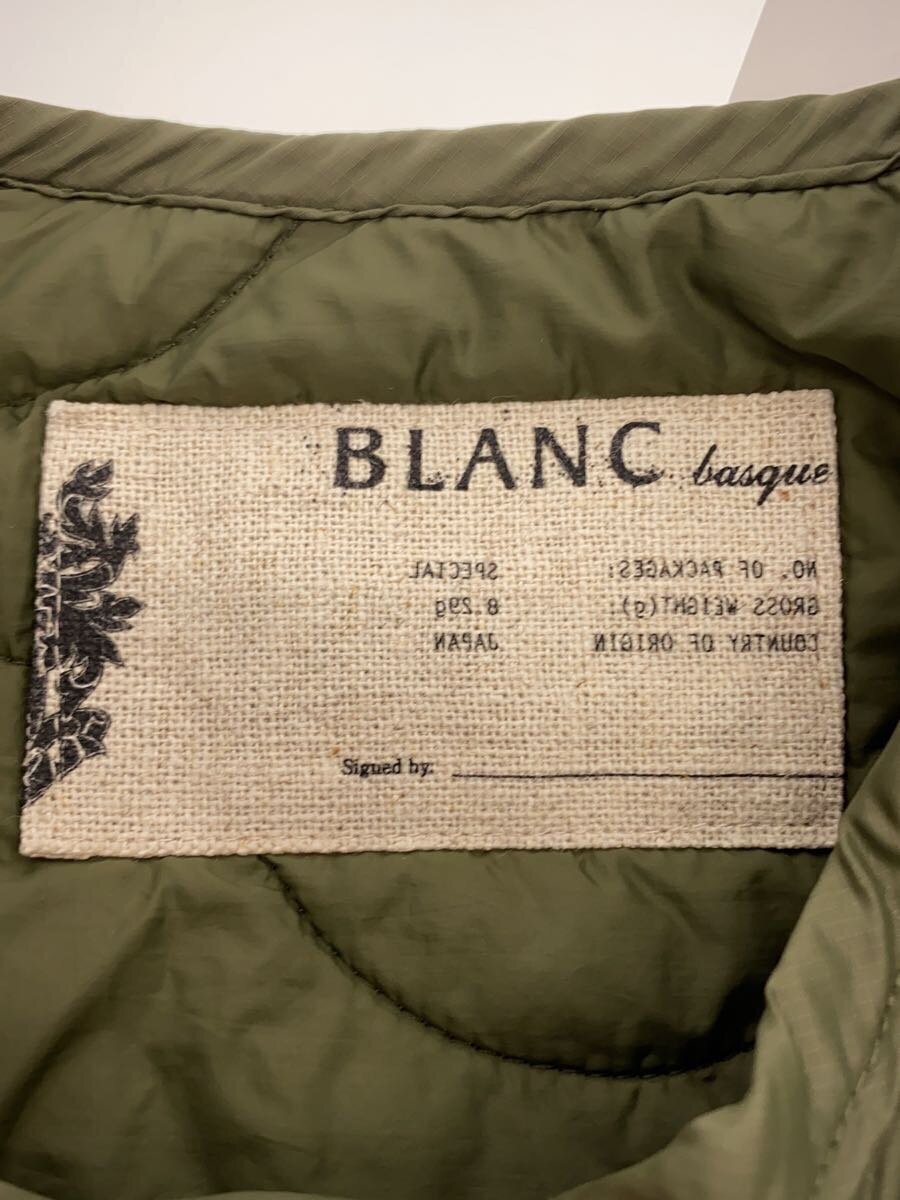 BLANC basque
NO. OF PACKAGES: SPECIAL
GROSS WEIGHT(g): 8.29g
COUNTRY OF ORIGIN JAPAN
Signed by: